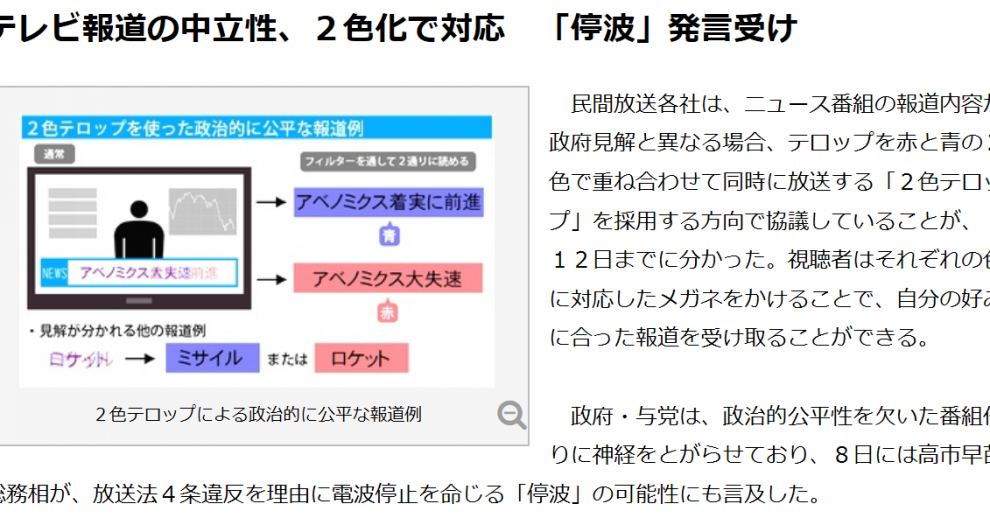 テレビ報道の中立性、２色化で対応　「停波」発言受け
２色テロップを使った政治的に公平な報道例
通常
フィルターを通して２通りに読める
アベノミクス着実に前進
青
NEWS
アベノミクス大失速
赤
・見解が分かれる他の報道例
ミサイル または ロケット
２色テロップによる政治的に公平な報道例
民間放送各社は、ニュース番組の報道内容が
政府見解と異なる場合、テロップを赤と青の２
色で重ね合わせて同時に放送する「２色テロッ
プ」を採用する方向で協議していることが、
１２日までに分かった。視聴者はそれぞれの色
に対応したメガネをかけることで、自分の好み
に合った報道を受け取ることができる。
政府・与党は、政治的公平性を欠いた番組作
りに神経をとがらせており、８日には高市早苗
総務相が、放送法４条違反を理由に電波停止を命じる「停波」の可能性にも言及した。